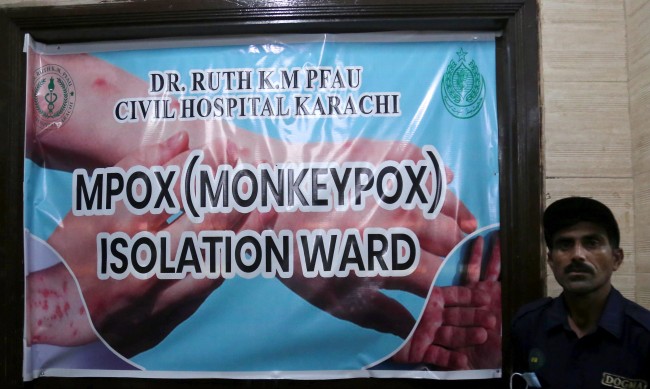 DR. RUTH K.M PFAU
CIVIL HOSPITAL KARACHI
MPOX (MONKEYPOX)
ISOLATION WARD